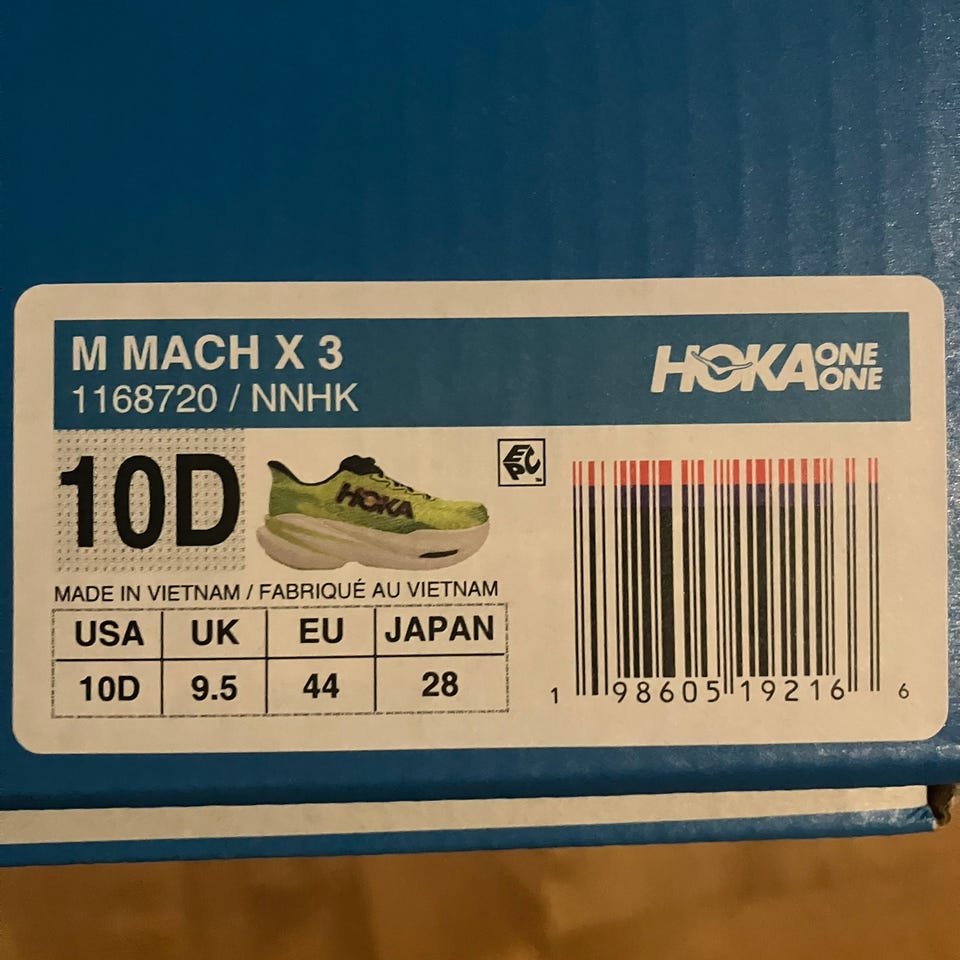 M MACH X 3
1168720 / NNHK
HOKA ONE ONE
10D
HOKA
EPC
MADE IN VIETNAM / FABRIQUÉ AU VIETNAM
USA UK EU JAPAN
10D 9.5 44 28
1 98605 19216 6